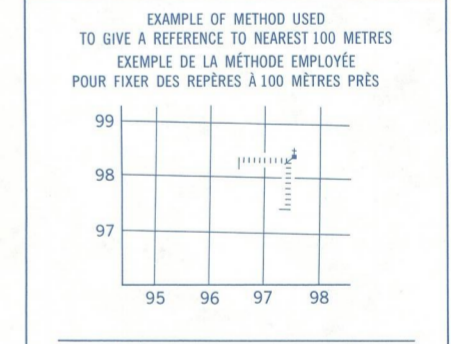 EXAMPLE OF METHOD USED
TO GIVE A REFERENCE TO NEAREST 100 METRES
EXEMPLE DE LA MÉTHODE EMPLOYÉE
POUR FIXER DES REPÈRES À 100 MÈTRES PRÈS
99
98
97
95 96 97 98